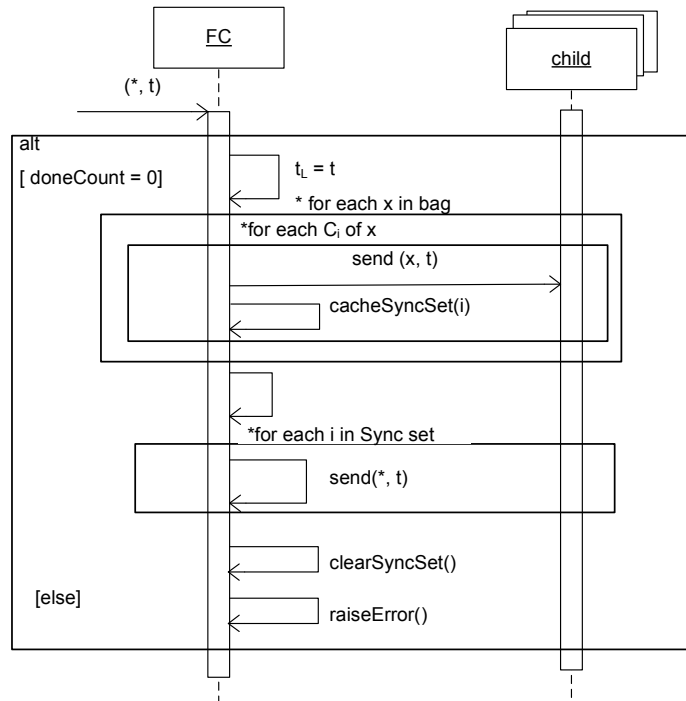 FC
child
(*, t)
alt
[ doneCount = 0]
tL = t
* for each x in bag
*for each Ci of x
send (x, t)
cacheSyncSet(i)
*for each i in Sync set
send(*, t)
clearSyncSet()
[else]
raiseError()